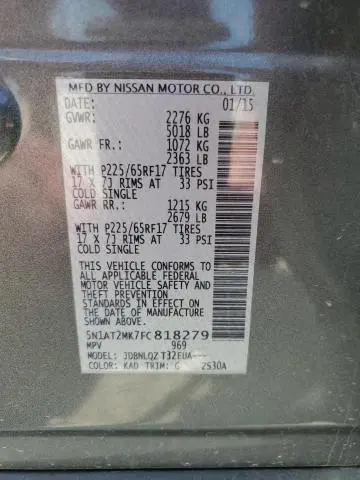 MFD BY NISSAN MOTOR CO., LTD.
DATE: 01/15
GVWR: 2276 KG
5018 LB
GAWR FR.: 1072 KG
2363 LB
WITH P225/65RF17 TIRES
17 X 7J RIMS AT 33 PSI
COLD SINGLE
GAWR RR.: 1215 KG
2679 LB
WITH P225/65RF17 TIRES
17 X 7J RIMS AT 33 PSI
COLD SINGLE
THIS VEHICLE CONFORMS TO
ALL APPLICABLE FEDERAL
MOTOR VEHICLE SAFETY AND
THEFT PREVENTION
STANDARDS IN EFFECT ON
THE DATE OF MANUFACTURE
5N1AT2MK7FC818279
MPV 969
MODEL: JDBNLQZ T32EUA---
COLOR: KAD TRIM: G 2530A